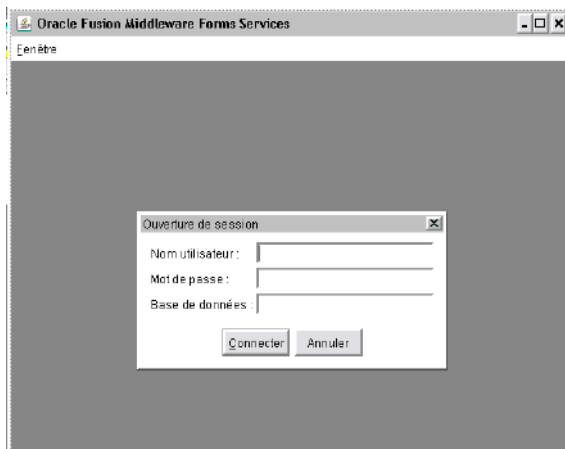 Oracle Fusion Middleware Forms Services
Fenêtre
Ouverture de session
Nom utilisateur :
Mot de passe :
Base de données :
Connecter Annuler